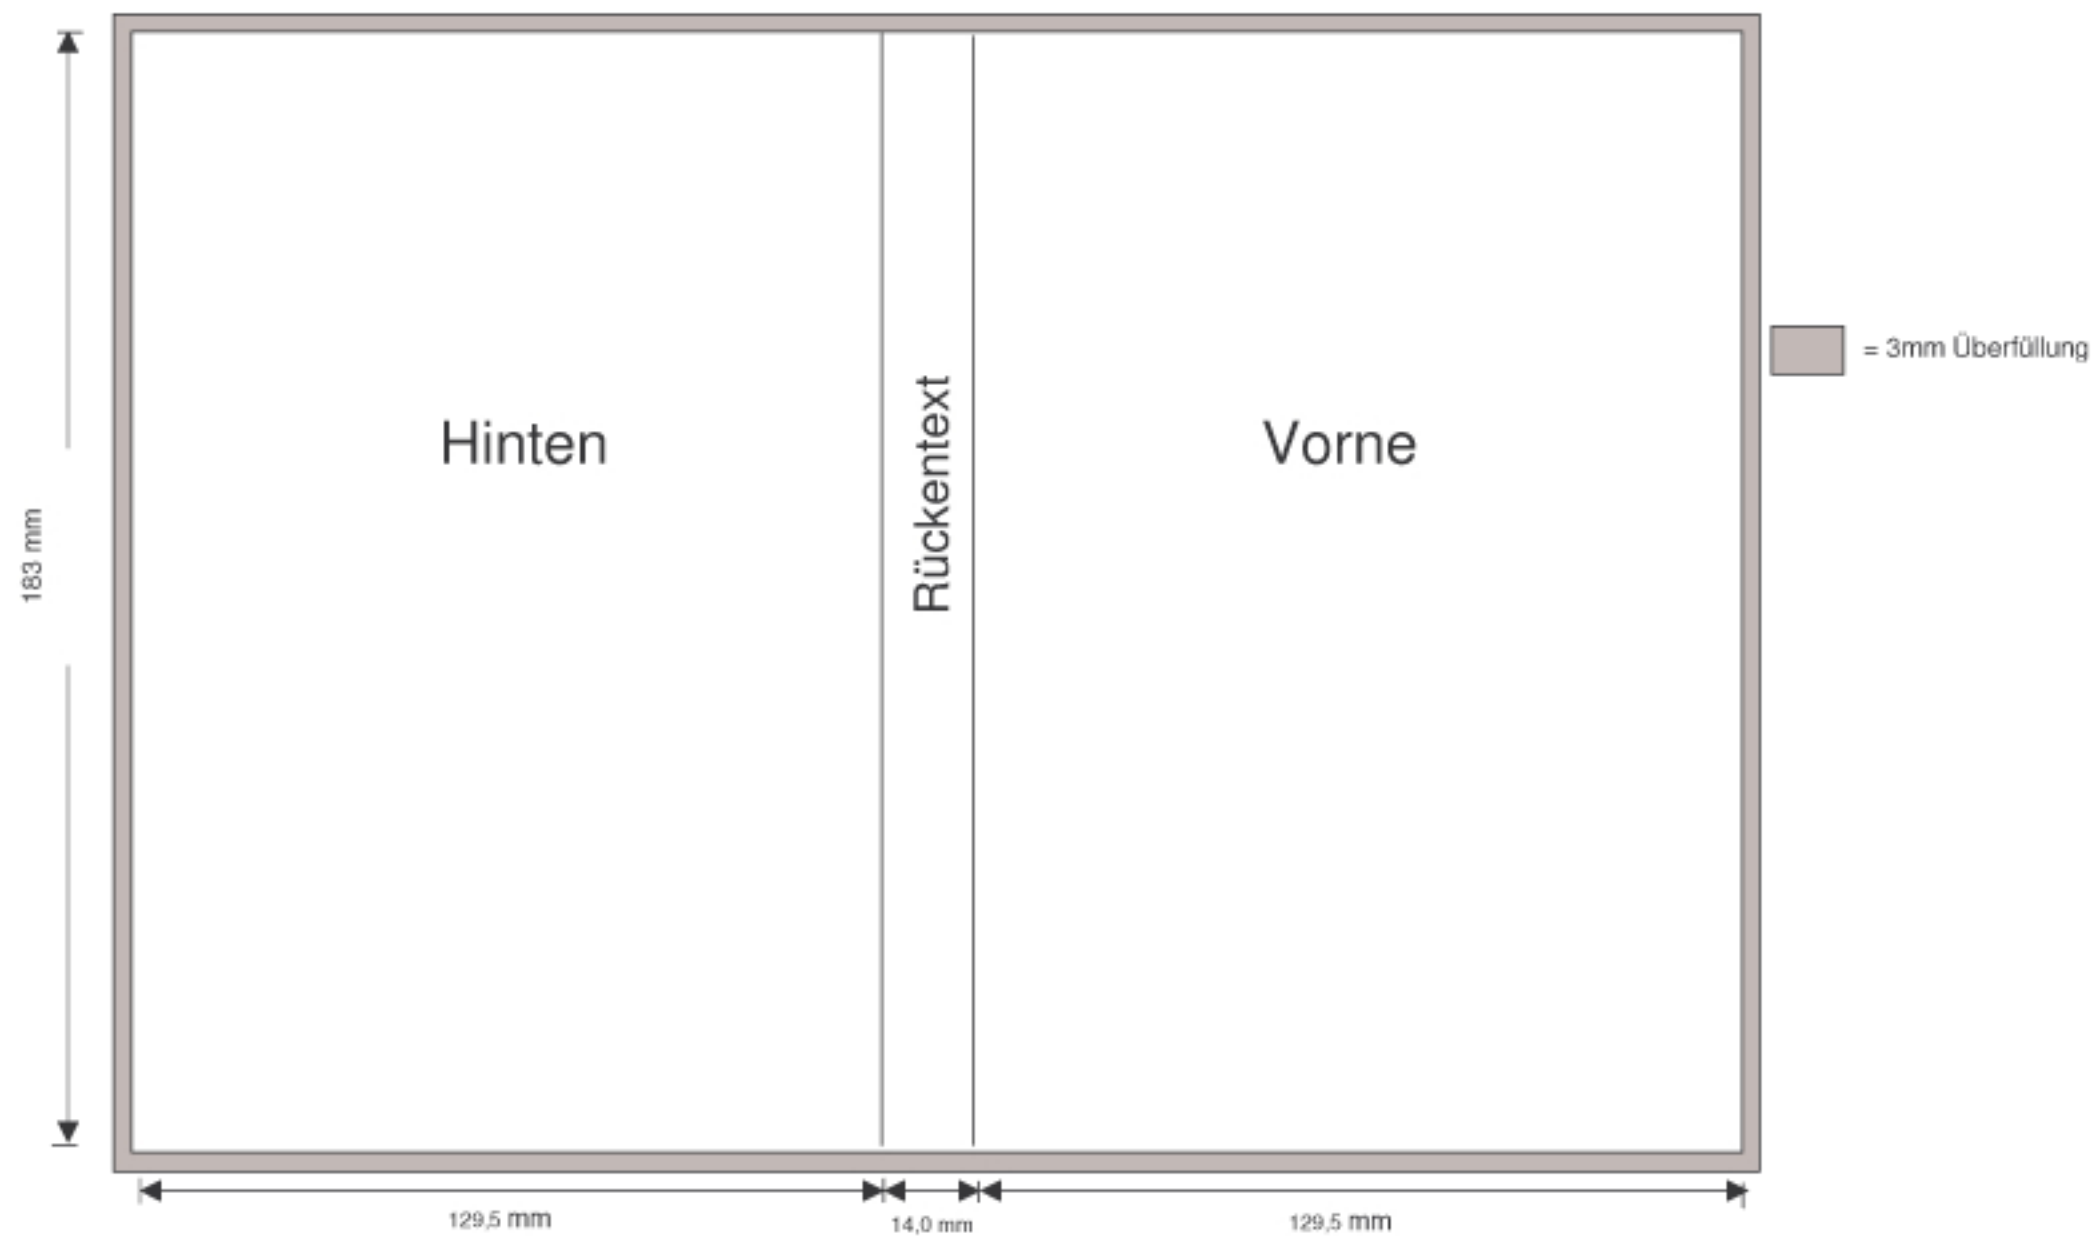 Hinten
Rückentext
Vorne
= 3mm Überfüllung
183 mm
129,5 mm
14,0 mm
129,5 mm